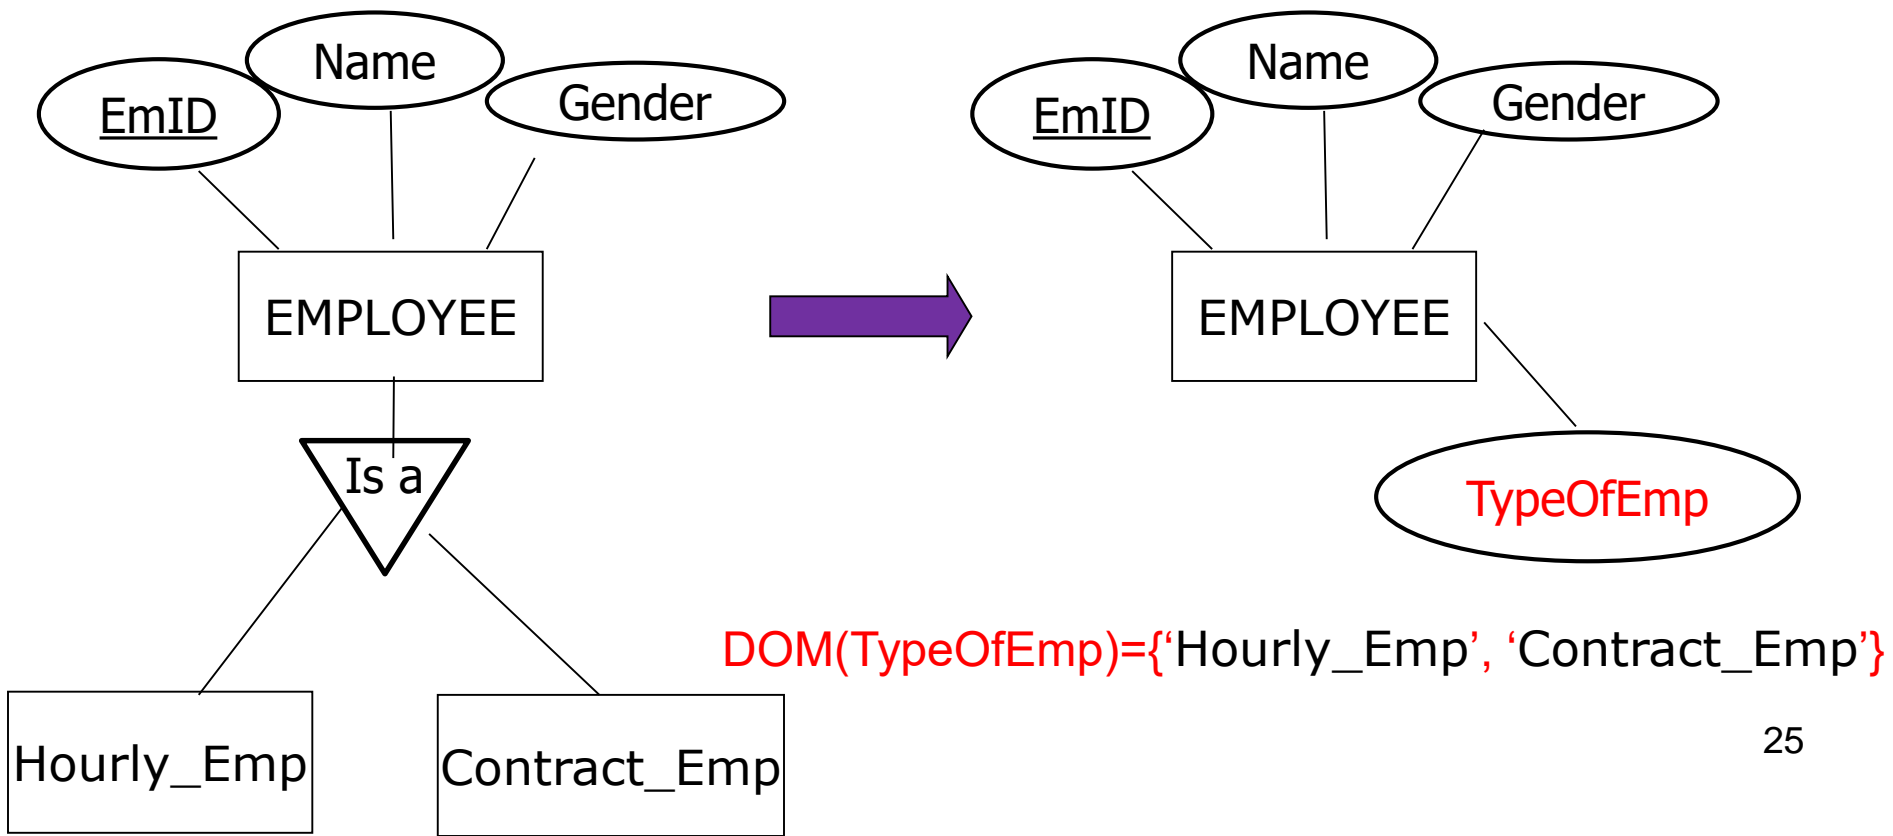 Name
EmID
Gender
EMPLOYEE
Is a
Hourly_Emp
Contract_Emp
Name
EmID
Gender
EMPLOYEE
TypeOfEmp
DOM(TypeOfEmp)={‘Hourly_Emp’, ‘Contract_Emp’}
25